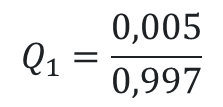 Q₁ = 0,005 / 0,997